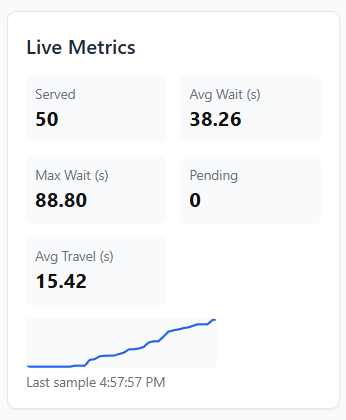 Live Metrics
Served
50
Avg Wait (s)
38.26
Max Wait (s)
88.80
Pending
0
Avg Travel (s)
15.42
Last sample 4:57:57 PM